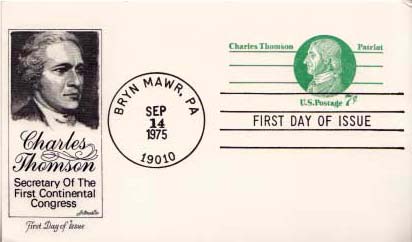 Charles Thomson Patriot
U.S. Postage 7¢
BRYN MAWR, PA
SEP
14
1975
19010
FIRST DAY OF ISSUE
Charles
Thomson
Secretary Of The
First Continental
Congress
First Day of Issue